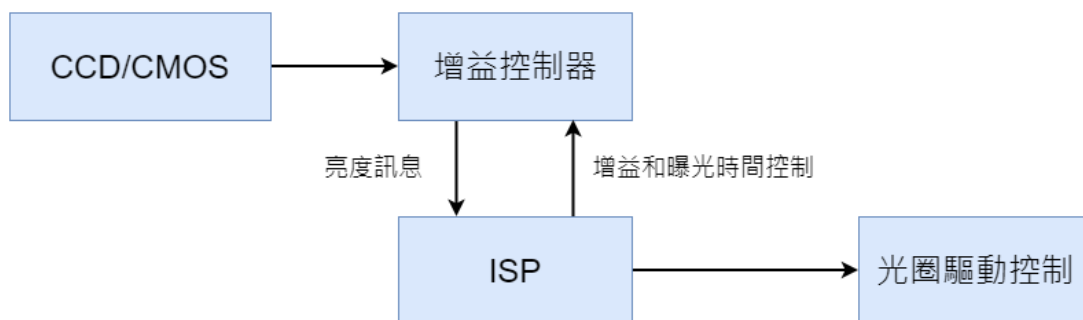 CCD/CMOS
增益控制器
亮度訊息
增益和曝光時間控制
ISP
光圈驅動控制